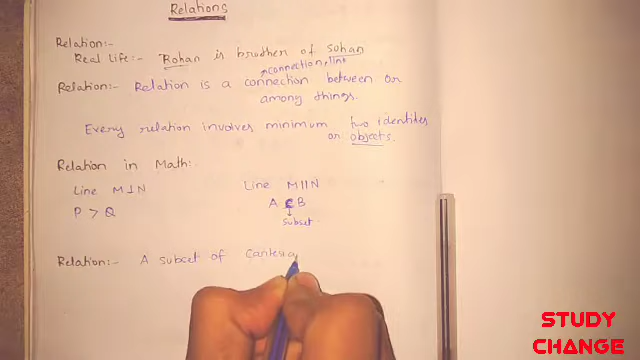 Relations
Relation:-
Real Life:- Rohan is brother of Sohan
connection, link
Relation:- Relation is a connection between or
among things.
Every relation involves minimum two identites
or objects.
Relation in Math:-
Line M ⊥ N
Line M || N
P > Q
A ⊂ B
Subset
Relation:- A subset of Cartesia
STUDY
CHANGE